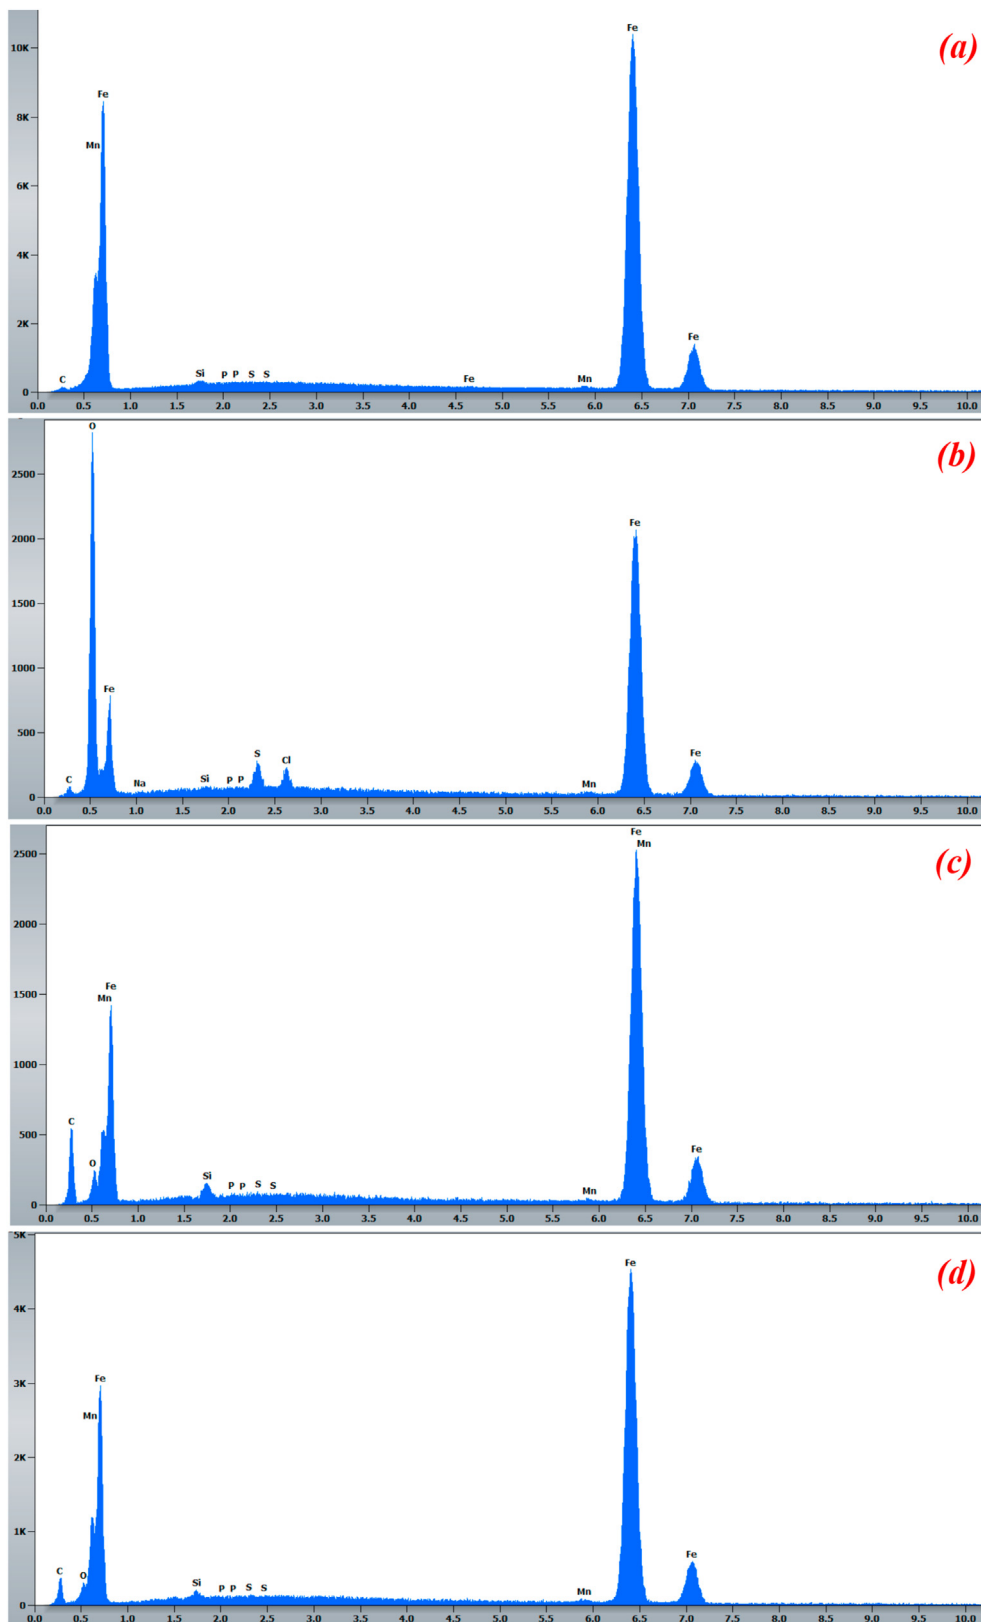 Fe
(a)
10K
Fe
8K
Mn
6K
4K
2K
C Si P P S S Fe Mn Fe
0
0.0 0.5 1.0 1.5 2.0 2.5 3.0 3.5 4.0 4.5 5.0 5.5 6.0 6.5 7.0 7.5 8.0 8.5 9.0 9.5 10.0
O
(b)
2500
Fe
2000
1500
1000
Fe
500
C Na Si P P S Cl Mn Fe
0
0.0 0.5 1.0 1.5 2.0 2.5 3.0 3.5 4.0 4.5 5.0 5.5 6.0 6.5 7.0 7.5 8.0 8.5 9.0 9.5 10.0
Fe
Mn
(c)
2500
2000
Fe
Mn
1500
1000
500
C O Si P P S S Mn Fe
0
0.0 0.5 1.0 1.5 2.0 2.5 3.0 3.5 4.0 4.5 5.0 5.5 6.0 6.5 7.0 7.5 8.0 8.5 9.0 9.5 10.0
5K
Fe
(d)
4K
Fe
3K
Mn
2K
1K
C O Si P P S S Mn Fe
0
0.0 0.5 1.0 1.5 2.0 2.5 3.0 3.5 4.0 4.5 5.0 5.5 6.0 6.5 7.0 7.5 8.0 8.5 9.0 9.5 10.0